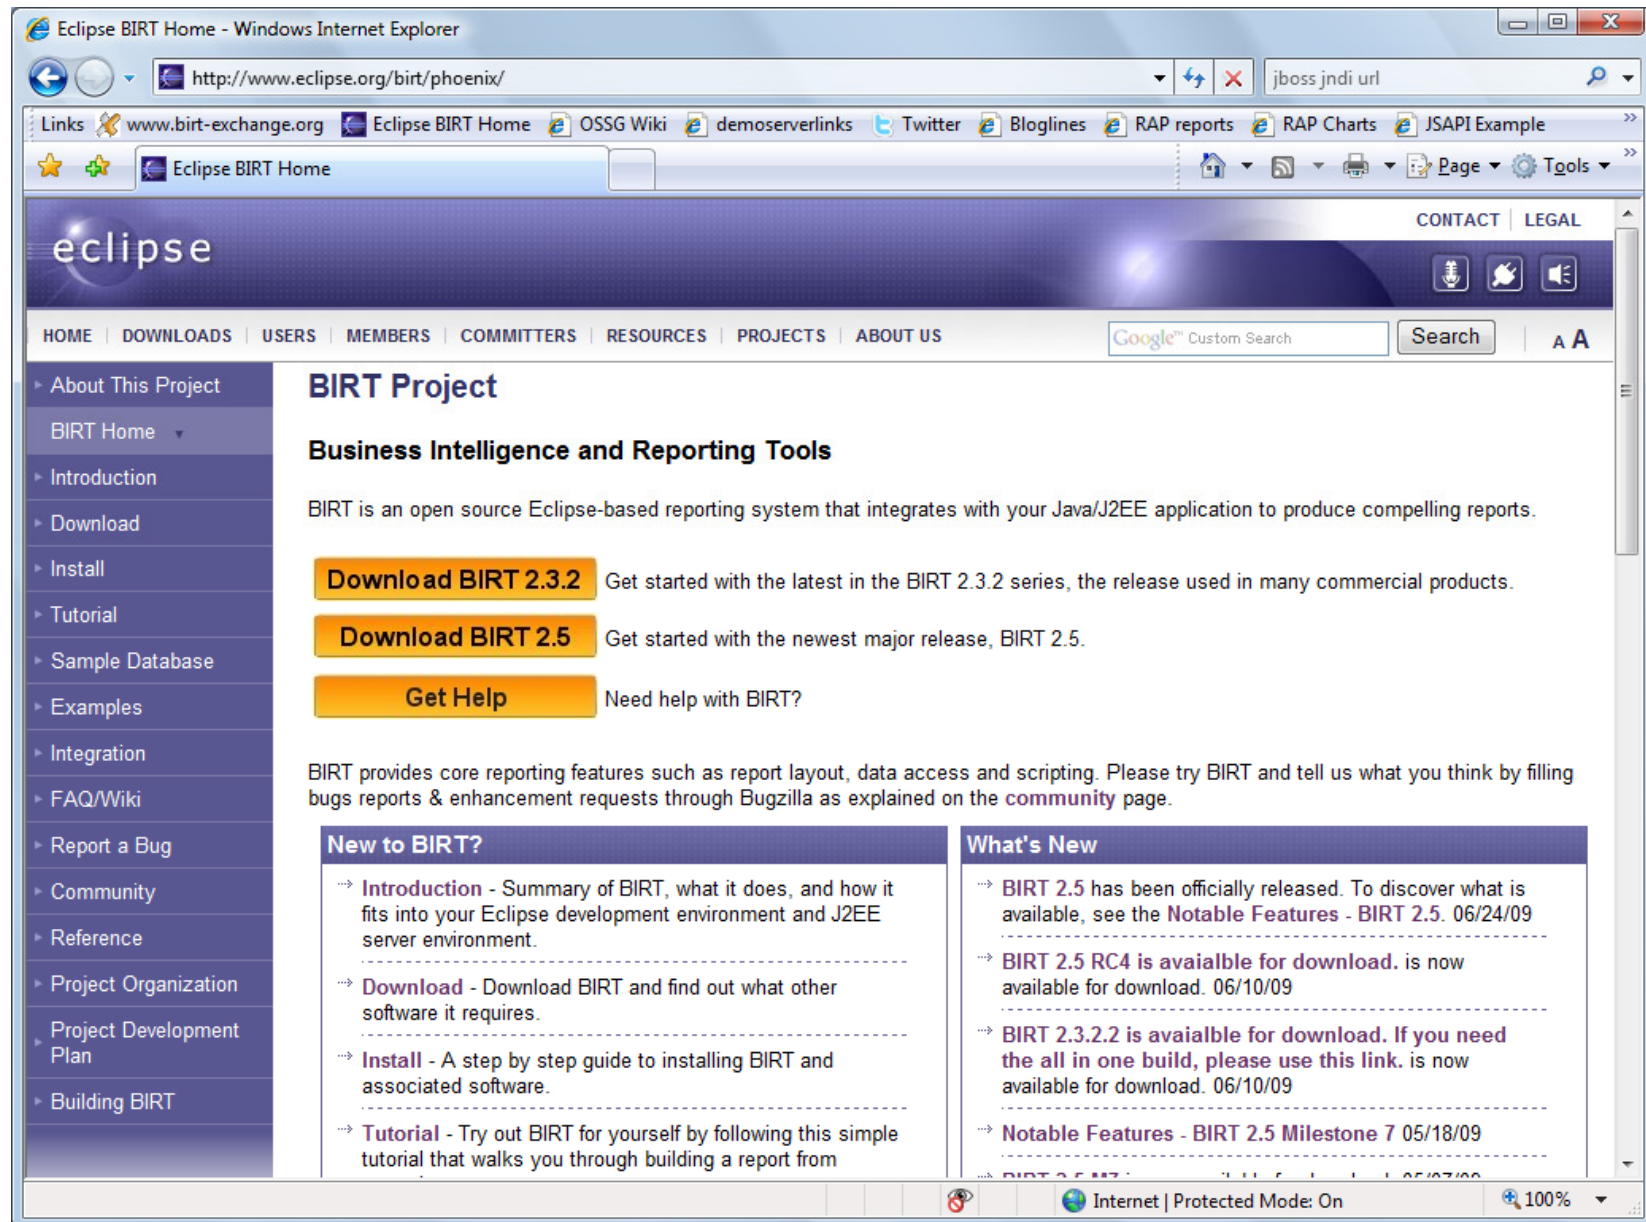 Eclipse BIRT Home - Windows Internet Explorer
http://www.eclipse.org/birt/phoenix/
jboss jndi url
Links www.birt-exchange.org Eclipse BIRT Home OSSG Wiki demoserverlinks Twitter Bloglines RAP reports RAP Charts JSAPI Example
Eclipse BIRT Home
Page Tools
CONTACT LEGAL
eclipse
HOME DOWNLOADS USERS MEMBERS COMMITTERS RESOURCES PROJECTS ABOUT US
Google™ Custom Search Search A A
About This Project
BIRT Home
Introduction
Download
Install
Tutorial
Sample Database
Examples
Integration
FAQ/Wiki
Report a Bug
Community
Reference
Project Organization
Project Development
Plan
Building BIRT
BIRT Project
Business Intelligence and Reporting Tools
BIRT is an open source Eclipse-based reporting system that integrates with your Java/J2EE application to produce compelling reports.
Download BIRT 2.3.2 Get started with the latest in the BIRT 2.3.2 series, the release used in many commercial products.
Download BIRT 2.5 Get started with the newest major release, BIRT 2.5.
Get Help Need help with BIRT?
BIRT provides core reporting features such as report layout, data access and scripting. Please try BIRT and tell us what you think by filling
bugs reports & enhancement requests through Bugzilla as explained on the community page.
New to BIRT?
Introduction - Summary of BIRT, what it does, and how it
fits into your Eclipse development environment and J2EE
server environment.
Download - Download BIRT and find out what other
software it requires.
Install - A step by step guide to installing BIRT and
associated software.
Tutorial - Try out BIRT for yourself by following this simple
tutorial that walks you through building a report from
What's New
BIRT 2.5 has been officially released. To discover what is
available, see the Notable Features - BIRT 2.5. 06/24/09
BIRT 2.5 RC4 is avaialble for download. is now
available for download. 06/10/09
BIRT 2.3.2.2 is avaialble for download. If you need
the all in one build, please use this link. is now
available for download. 06/10/09
Notable Features - BIRT 2.5 Milestone 7 05/18/09
Internet | Protected Mode: On
100%